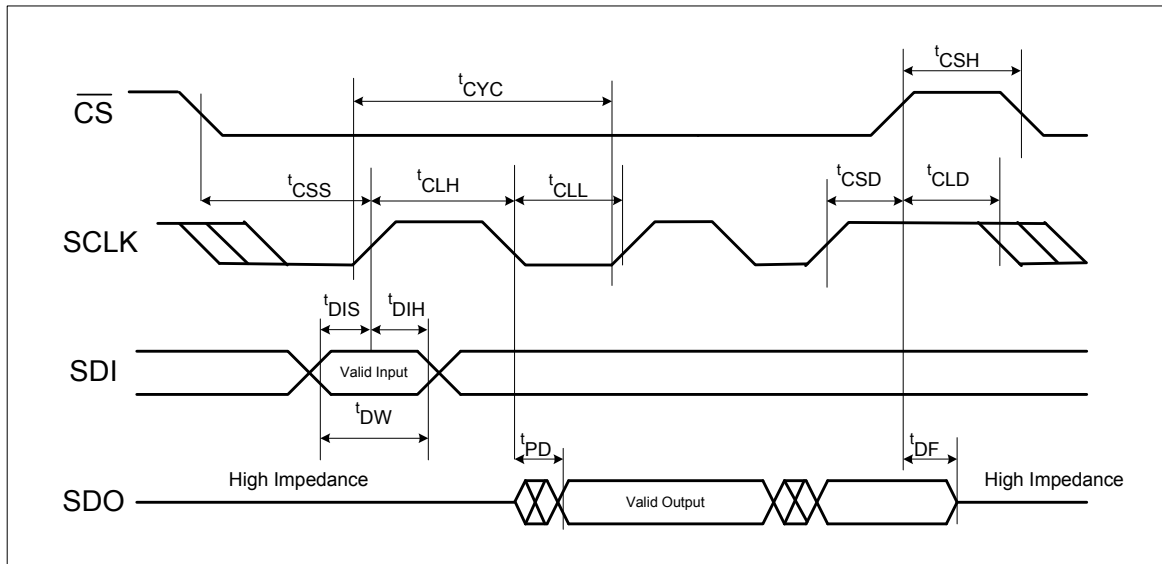 tCSH
tCYC
CS
tCSS tCLH tCLL tCSD tCLD
SCLK
tDIS tDIH
SDI Valid Input
tDW
tPD tDF
High Impedance High Impedance
SDO Valid Output